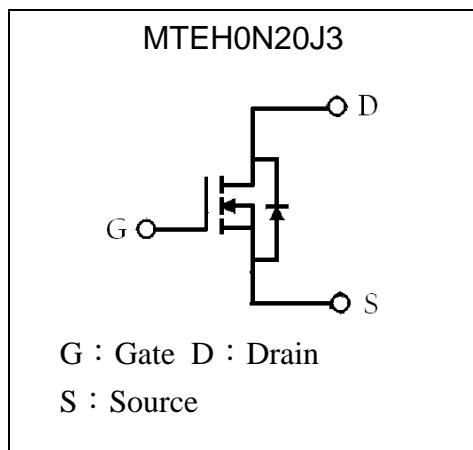 MTEH0N20J3
D
G
S
G：Gate D：Drain
S：Source